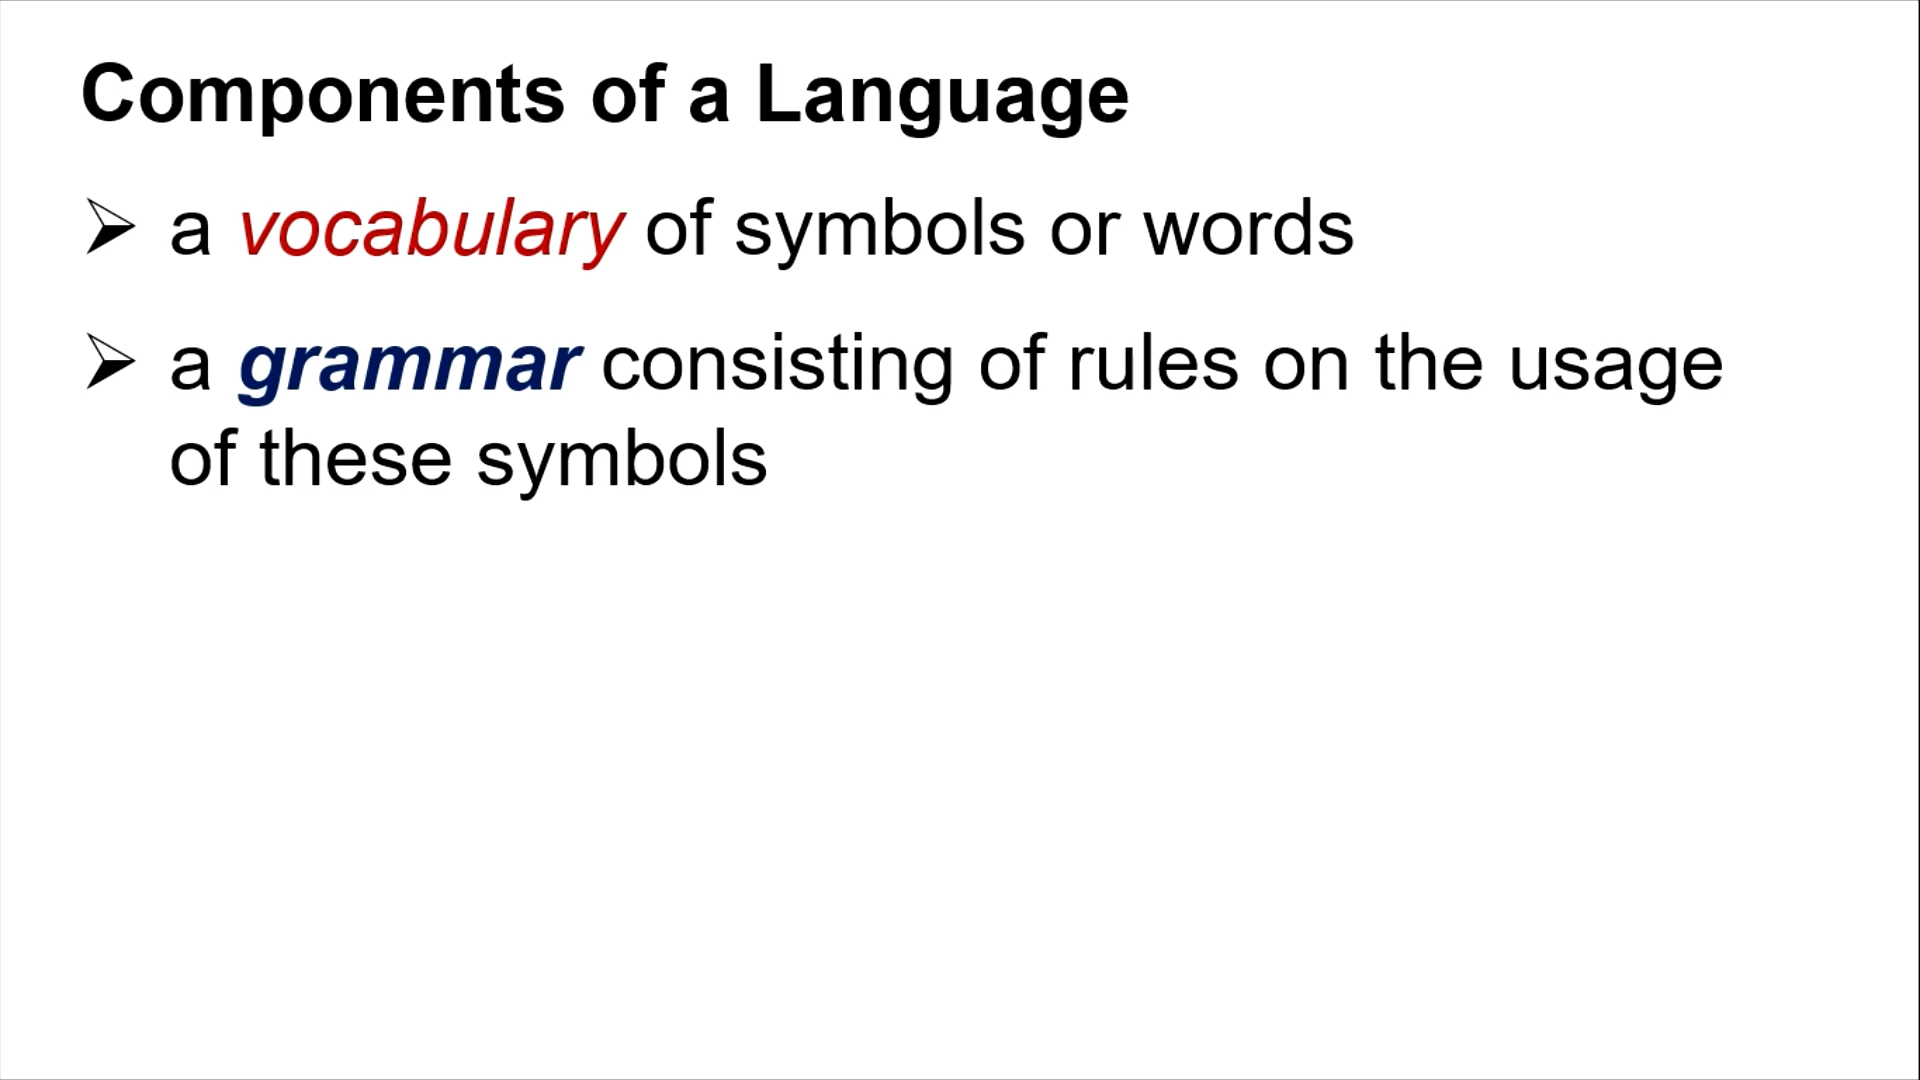 Components of a Language
➢ a vocabulary of symbols or words
➢ a grammar consisting of rules on the usage
of these symbols